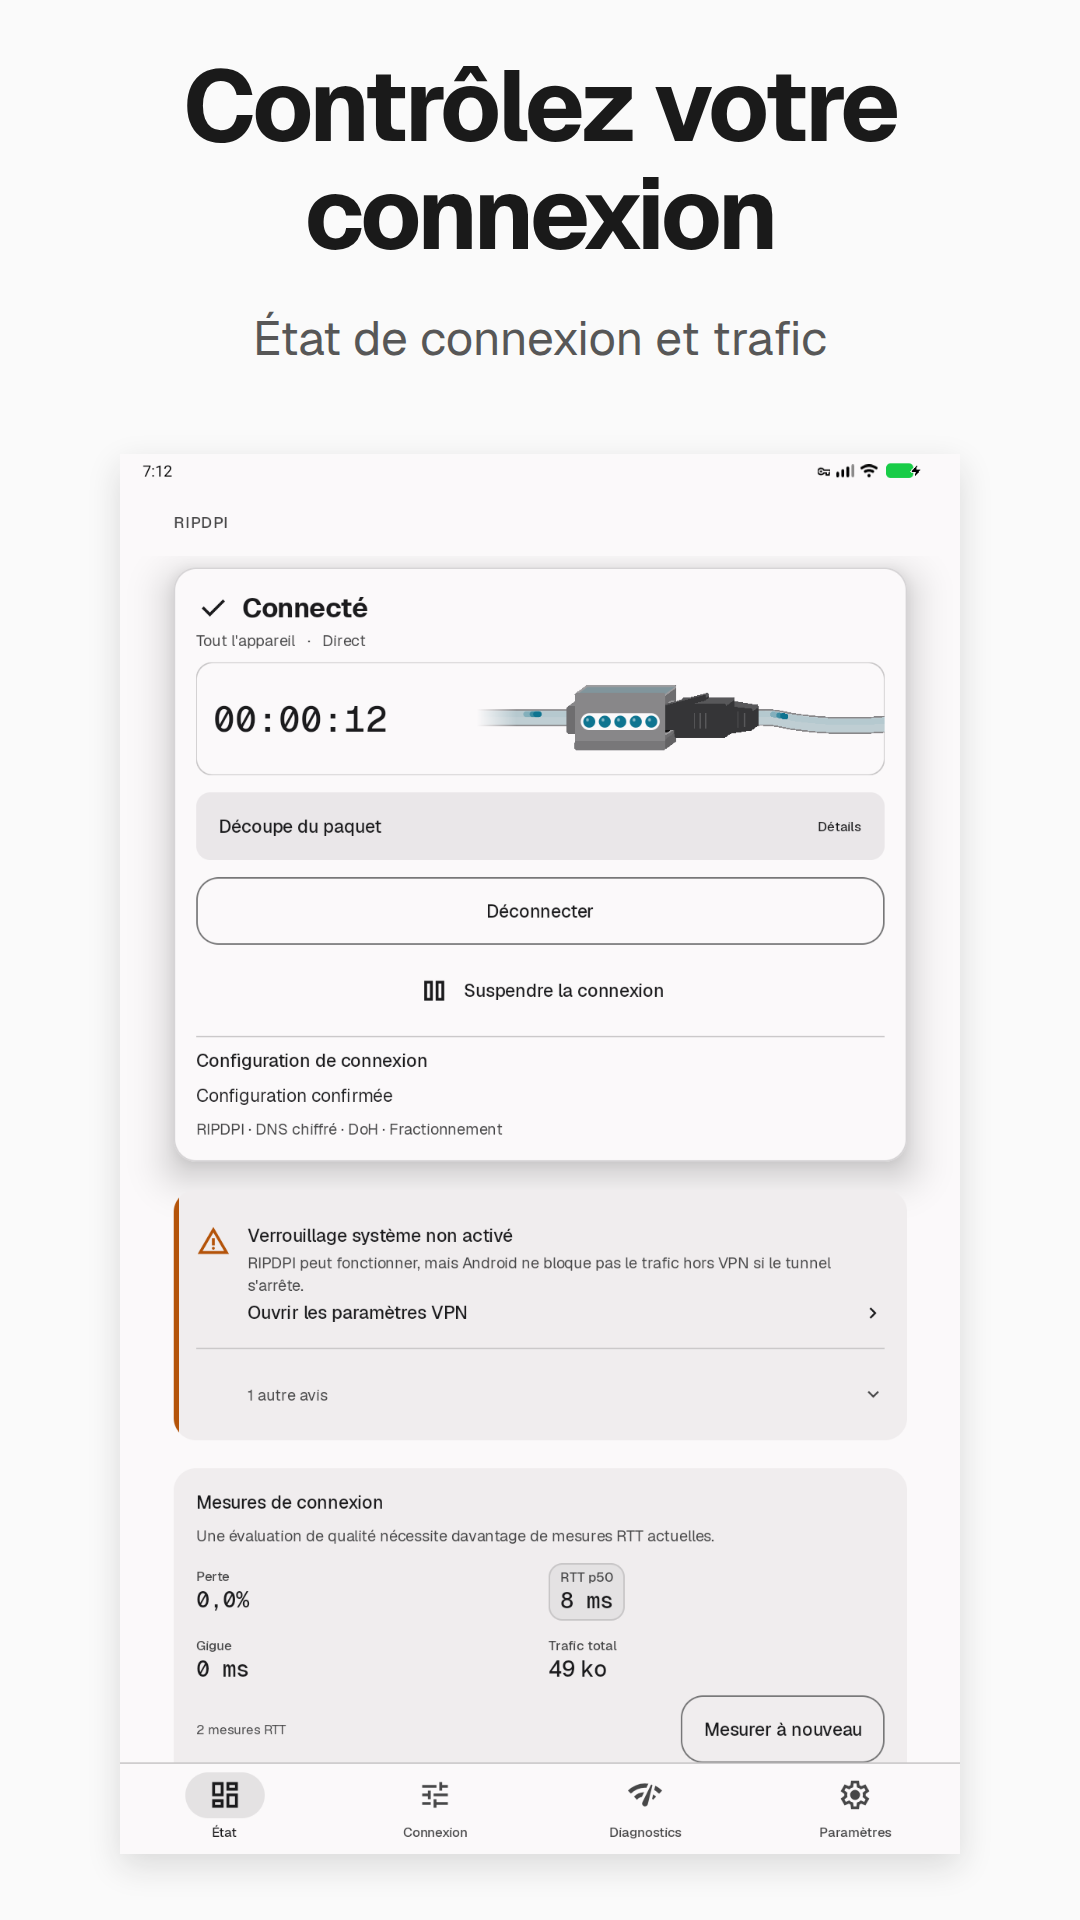 Contrôlez votre
connexion
État de connexion et trafic
7:12
RIPDPI
Connecté
Tout l'appareil · Direct
00:00:12
Découpe du paquet
Détails
Déconnecter
Suspendre la connexion
Configuration de connexion
Configuration confirmée
RIPDPI · DNS chiffré · DoH · Fractionnement
Verrouillage système non activé
RIPDPI peut fonctionner, mais Android ne bloque pas le trafic hors VPN si le tunnel
s'arrête.
Ouvrir les paramètres VPN
1 autre avis
Mesures de connexion
Une évaluation de qualité nécessite davantage de mesures RTT actuelles.
Perte
0,0%
RTT p50
8 ms
Gigue
0 ms
Trafic total
49 ko
2 mesures RTT
Mesurer à nouveau
État
Connexion
Diagnostics
Paramètres